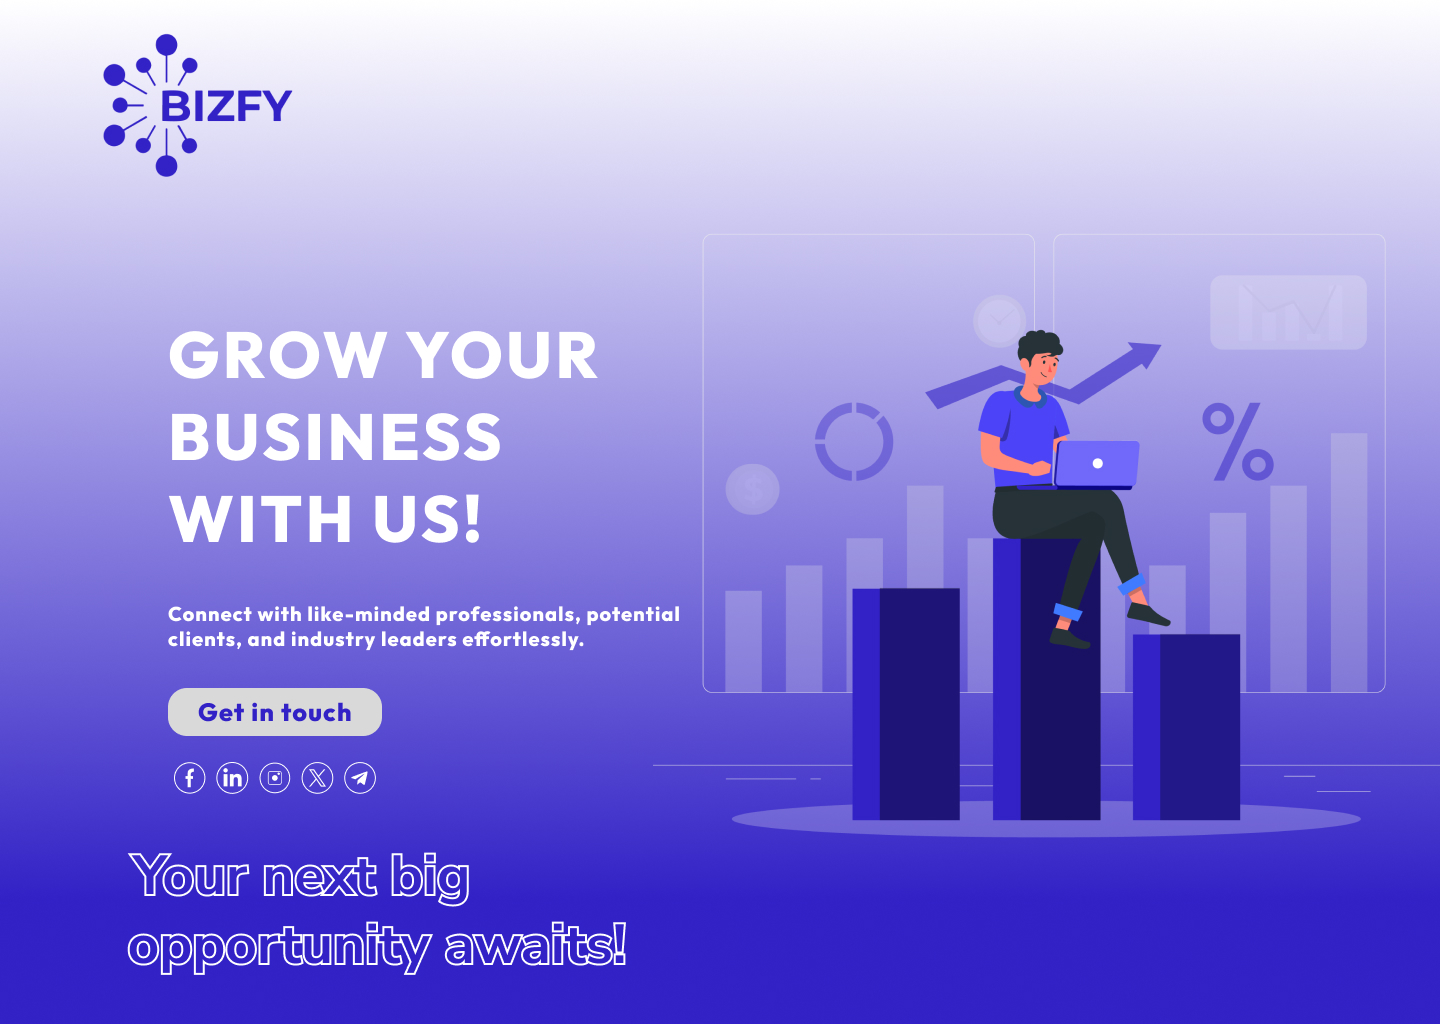 BIZFY
GROW YOUR
BUSINESS
WITH US!
Connect with like-minded professionals, potential
clients, and industry leaders effortlessly.
Get in touch
Your next big
opportunity awaits!
$
%